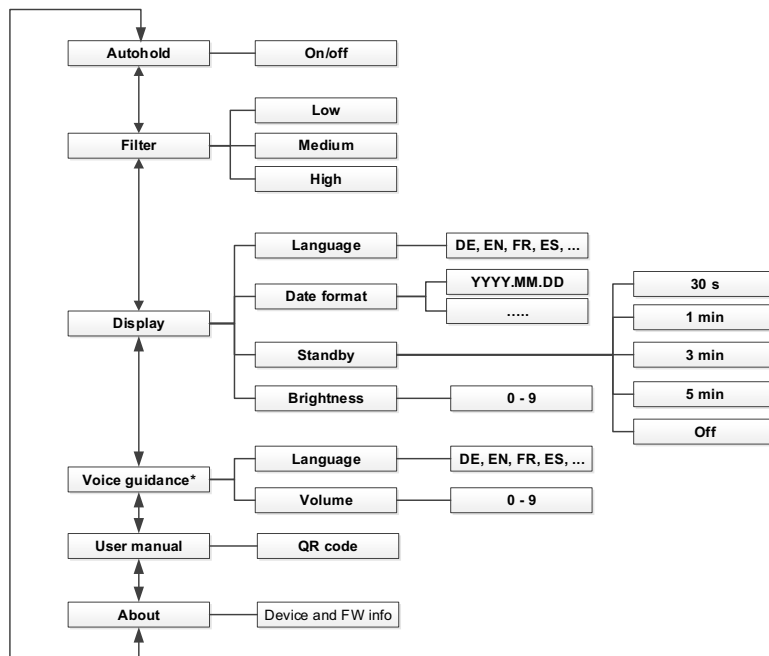 Autohold
On/off
Filter
Low
Medium
High
Display
Language
DE, EN, FR, ES, ...
Date format
YYYY.MM.DD
.....
Standby
30 s
1 min
3 min
5 min
Off
Brightness
0 - 9
Voice guidance*
Language
DE, EN, FR, ES, ...
Volume
0 - 9
User manual
QR code
About
Device and FW info